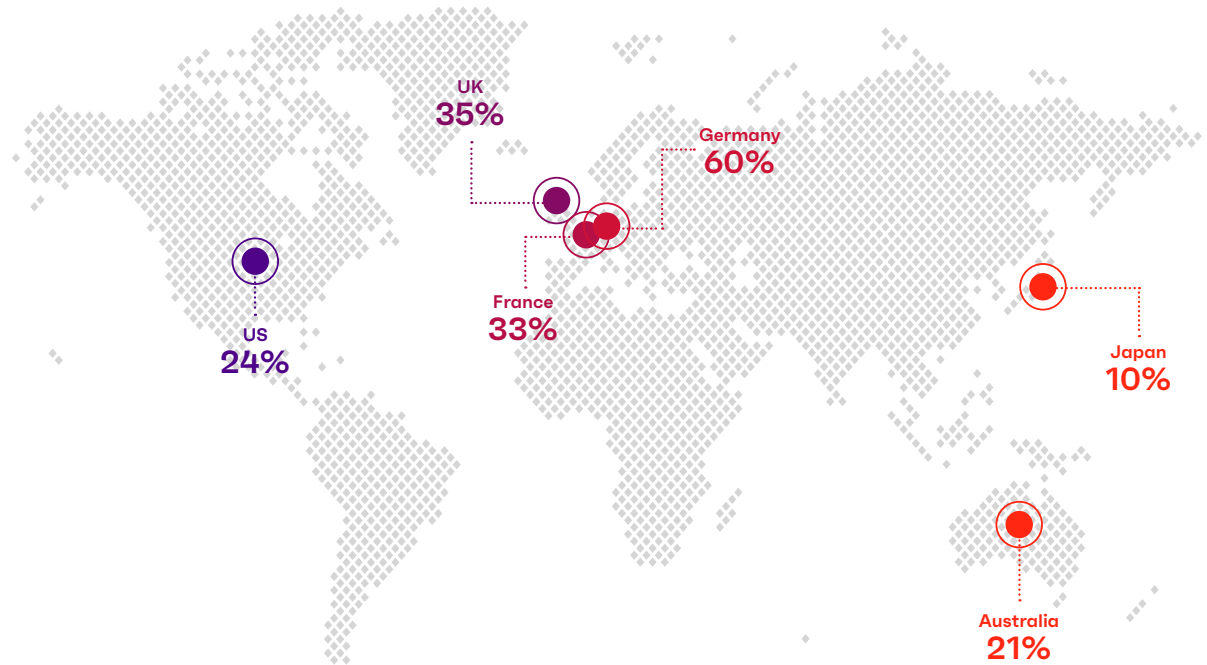 UK
35%
Germany
60%
France
33%
US
24%
Japan
10%
Australia
21%